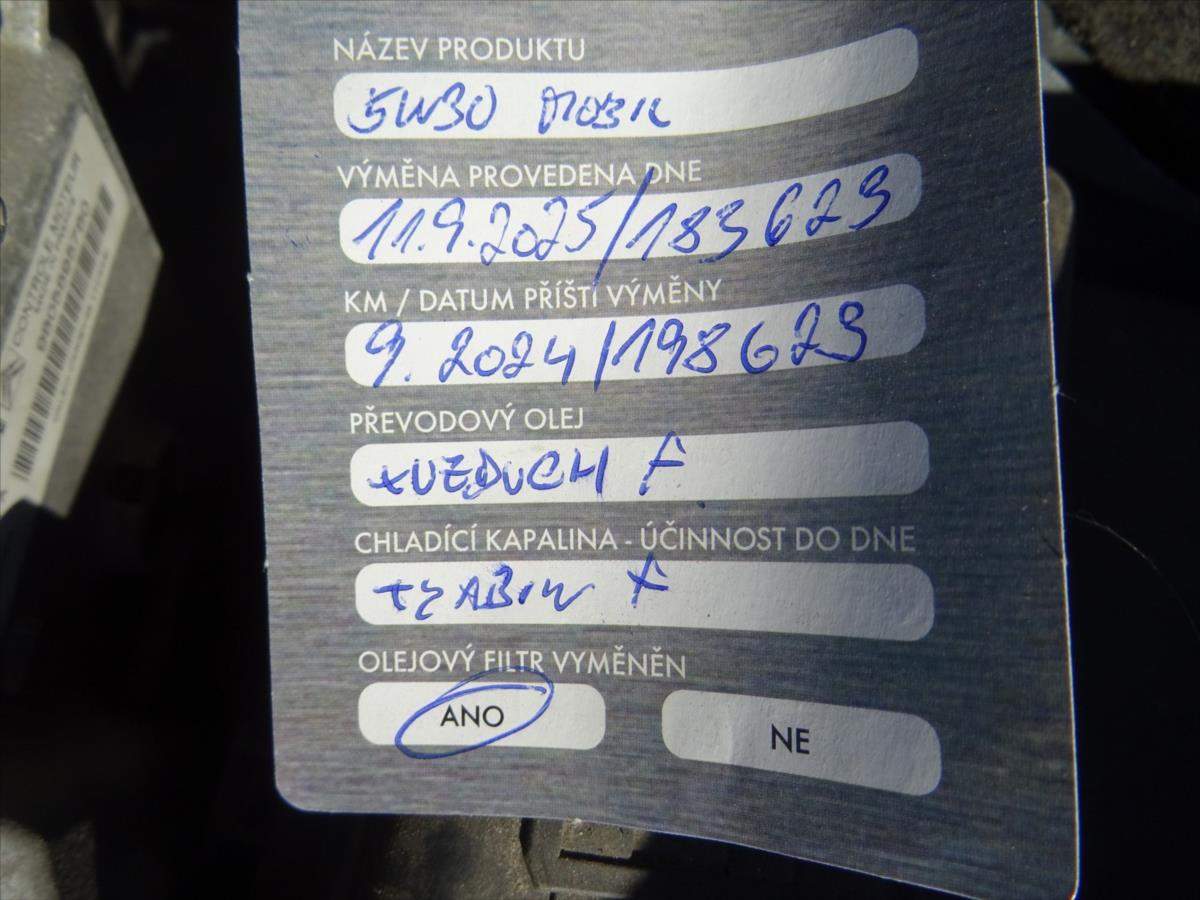 NÁZEV PRODUKTU
5W30 MOBIL
VÝMĚNA PROVEDENA DNE
11.9.2025/183623
KM / DATUM PŘÍŠTÍ VÝMĚNY
9.2024/198623
PŘEVODOVÝ OLEJ
+VZDUCH F
CHLADÍCÍ KAPALINA - ÚČINNOST DO DNE
OLEJOVÝ FILTR VYMĚNĚN
ANO
NE